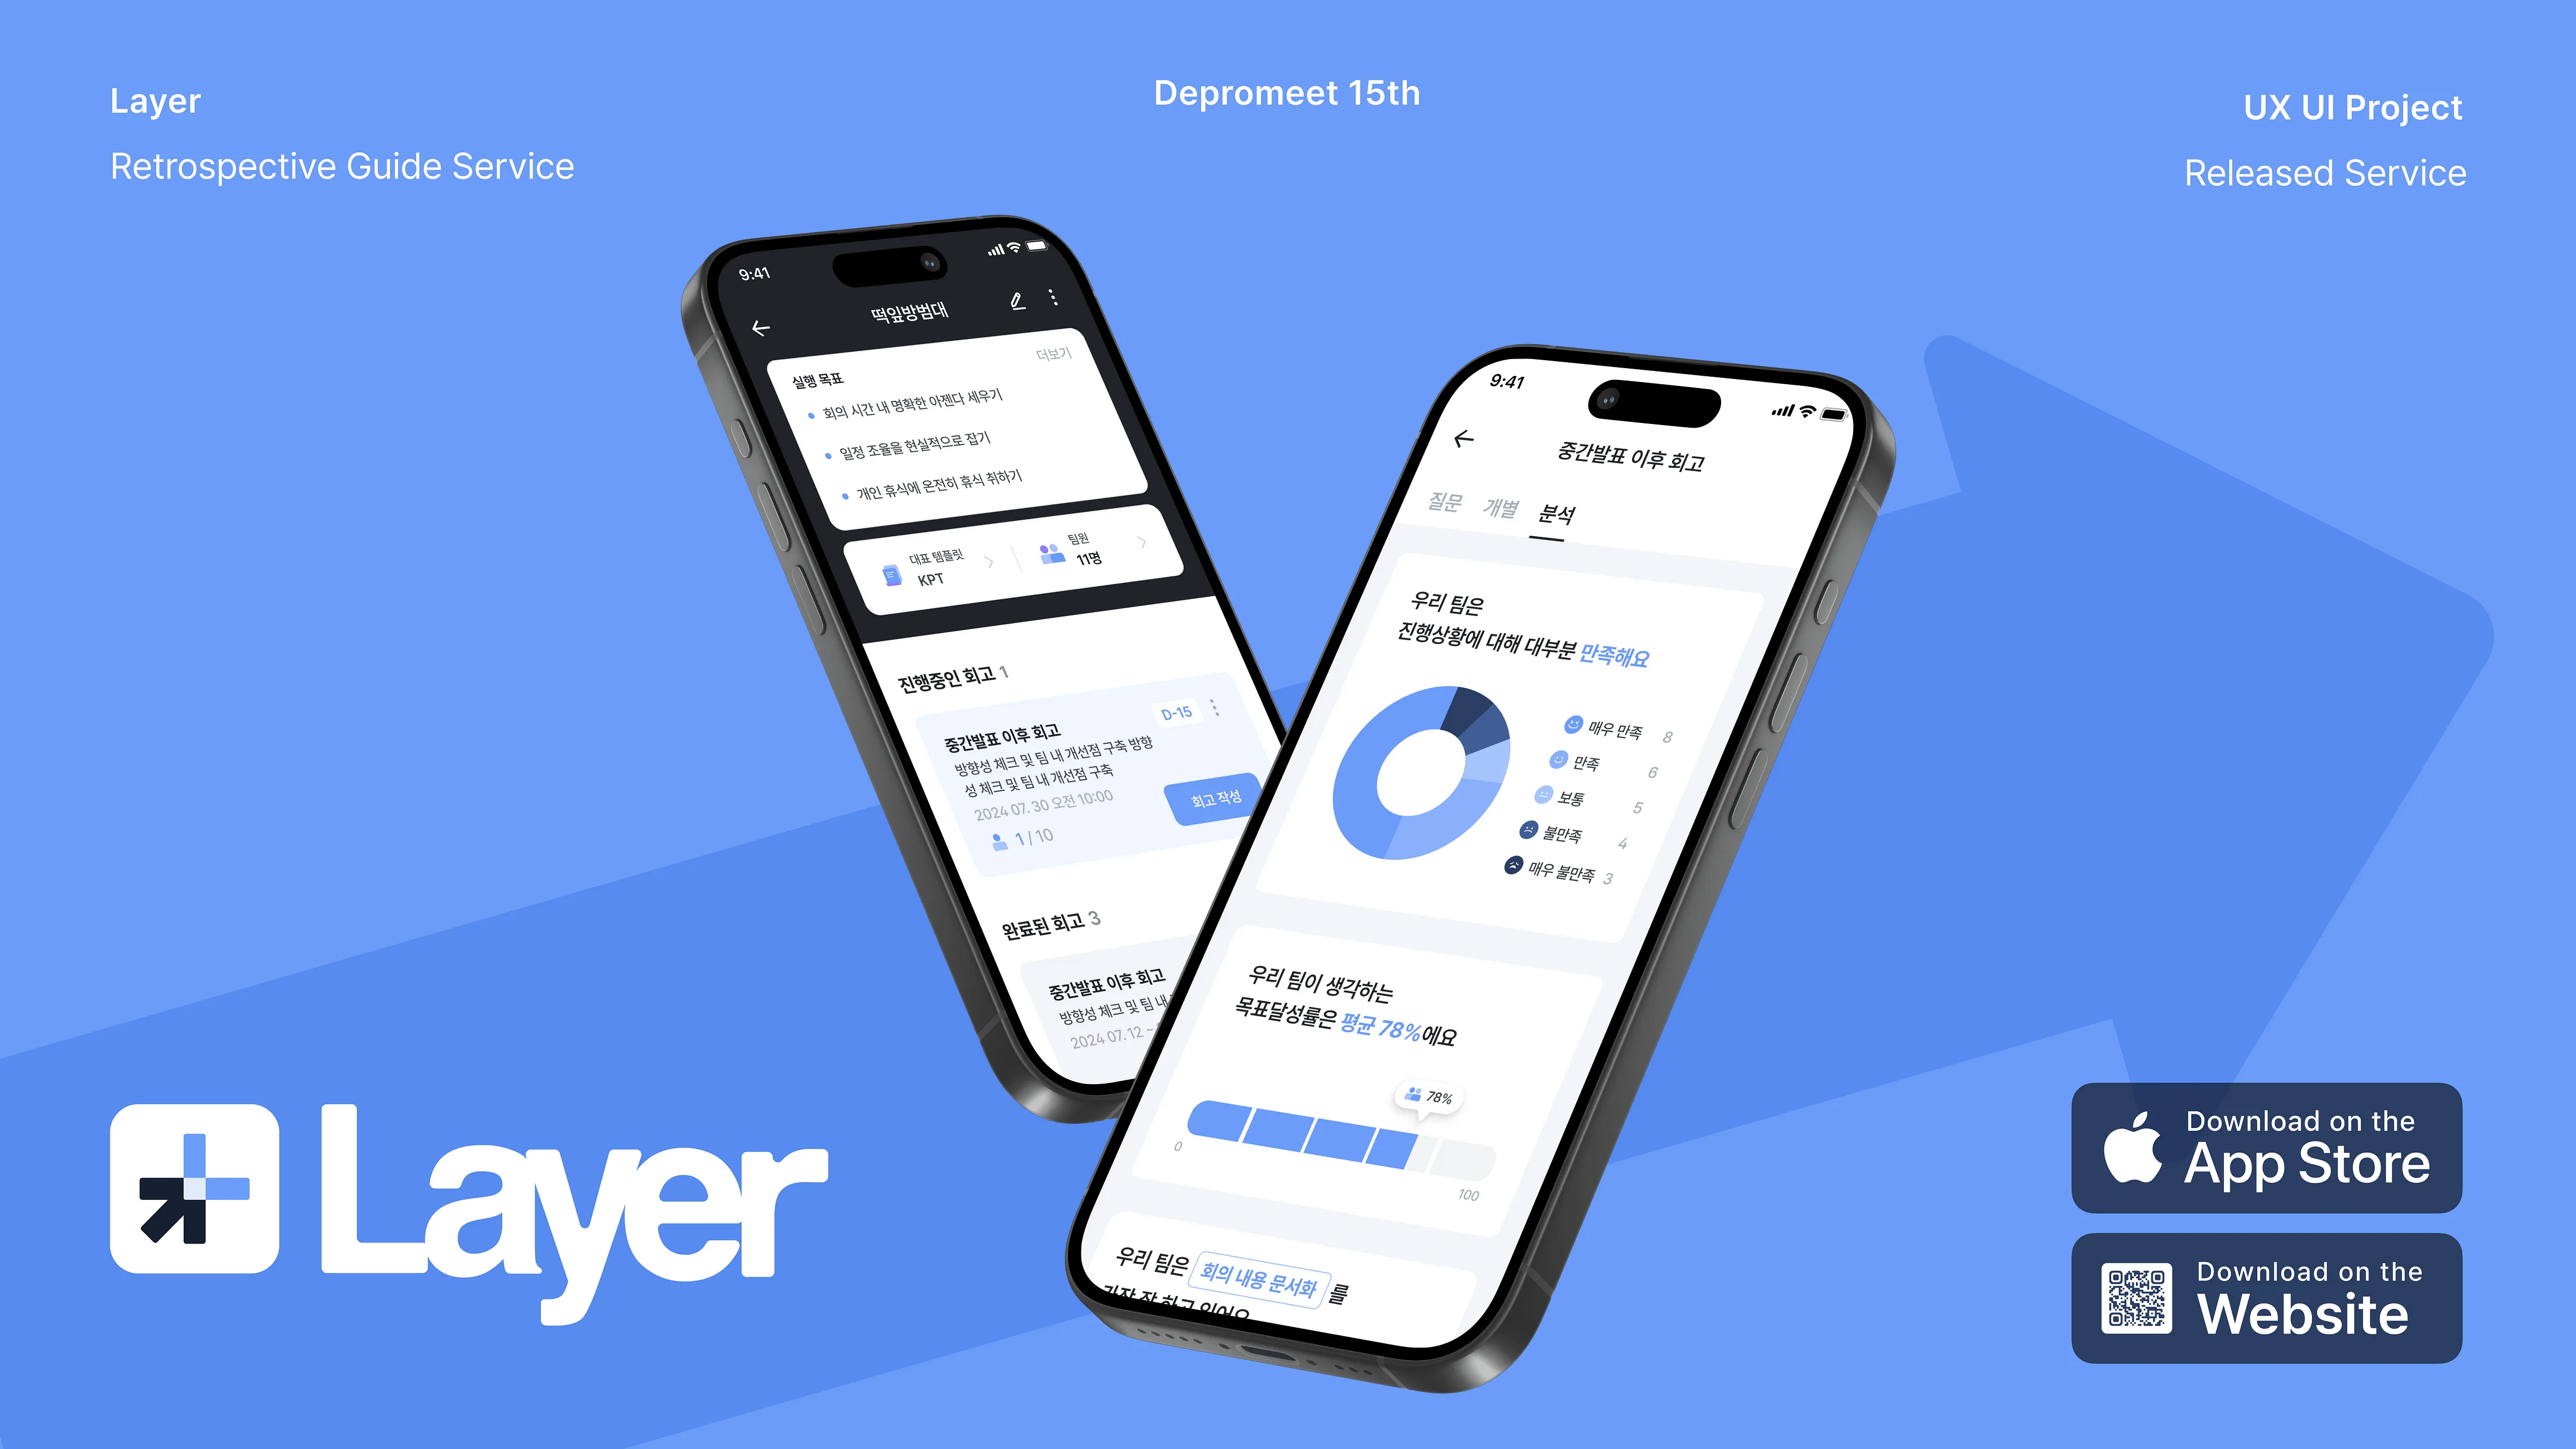 Layer
Retrospective Guide Service
Depromeet 15th
UX UI Project
Released Service
9:41
떡잎방범대
더보기
실행 목표
회의 시간 내 명확한 아젠다 세우기
일정 조율을 현실적으로 잡기
개인 휴식에 온전히 휴식 취하기
대표 템플릿
KPT
팀원
11명
진행중인 회고 1
중간발표 이후 회고
D-15
방향성 체크 및 팀 내 개선점 구축 방향
성 체크 및 팀 내 개선점 구축
2024 07. 30 오전 10:00
1 / 10
회고 작성
완료된 회고 3
중간발표 이후 회고
방향성 체크 및 팀 내
2024 07. 12 ~
9:41
중간발표 이후 회고
질문 개별 분석
우리 팀은
진행상황에 대해 대부분 만족해요
매우 만족 8
만족 6
보통 5
불만족 4
매우 불만족 3
우리 팀이 생각하는
목표달성률은 평균 78%에요
78%
0
100
우리 팀은 회의 내용 문서화 를
Layer
Download on the
App Store
Download on the
Website